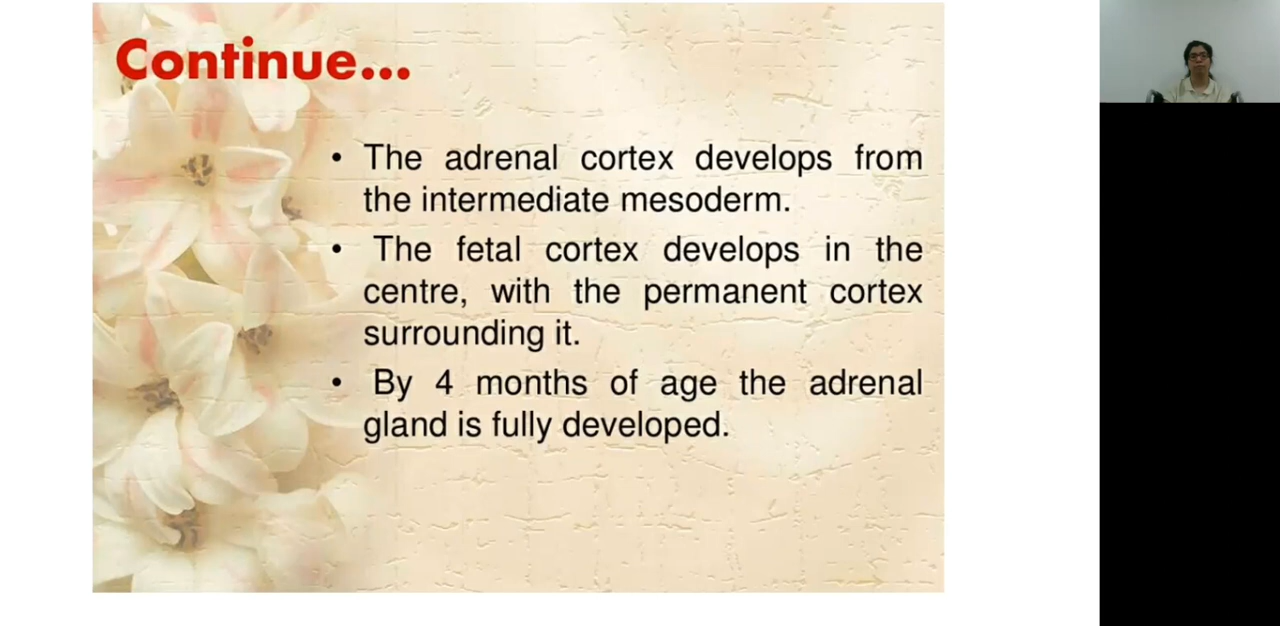 Continue...
• The adrenal cortex develops from
the intermediate mesoderm.
• The fetal cortex develops in the
centre, with the permanent cortex
surrounding it.
• By 4 months of age the adrenal
gland is fully developed.